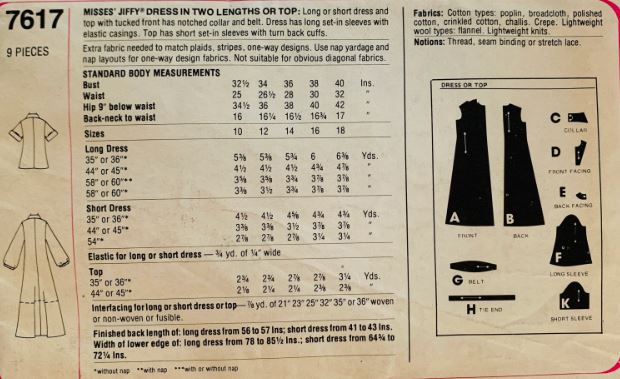 7617
9 PIECES
MISSES' JIFFY® DRESS IN TWO LENGTHS OR TOP: Long or short dress and
top with tucked front has notched collar and belt. Dress has long set-in sleeves with
elastic casings. Top has short set-in sleeves with turn back cuffs.
Extra fabric needed to match plaids, stripes, one-way designs. Use nap yardage and
nap layouts for one-way design fabrics. Not suitable for obvious diagonal fabrics.
STANDARD BODY MEASUREMENTS
Bust 32½ 34 36 38 40 Ins.
Waist 25 26½ 28 30 32 "
Hip 9" below waist 34½ 36 38 40 42 "
Back-neck to waist 16 16¼ 16½ 16¾ 17 "
Sizes 10 12 14 16 18
Long Dress
35" or 36"* 5⅜ 5⅜ 5¾ 6 6⅜ Yds.
44" or 45"* 4½ 4½ 4½ 4¾ 4⅞ "
58" or 60"** 3⅝ 3⅝ 3¾ 3⅞ 3⅞ "
58" or 60"* 3⅜ 3½ 3¾ 3⅞ 3⅞ "
Short Dress
35" or 36"* 4½ 4½ 4⅝ 4¾ 4¾ Yds.
44" or 45"* 3⅜ 3⅜ 3½ 3⅞ 3⅞ "
54"* 2⅞ 2⅞ 2⅞ 3¼ 3¼ "
Elastic for long or short dress — ¾ yd. of ¼" wide
Top
35" or 36"* 2¾ 2¾ 2⅞ 2⅞ 3¼ Yds.
44" or 45"* 2⅛ 2¼ 2¼ 2⅜ 2⅜ "
Interfacing for long or short dress or top — ⅞ yd. of 21" 23" 25" 32" 35" or 36" woven
or non-woven or fusible.
Finished back length of: long dress from 56 to 57 Ins; short dress from 41 to 43 Ins.
Width of lower edge of: long dress from 78 to 85½ Ins.; short dress from 64¾ to
72¼ Ins.
*without nap **with nap ***with or without nap
Fabrics: Cotton types: poplin, broadcloth, polished
cotton, crinkled cotton, challis. Crepe. Lightweight
wool types: flannel. Lightweight knits.
Notions: Thread, seam binding or stretch lace.
DRESS OR TOP
A
FRONT
B
BACK
C
COLLAR
D
FRONT FACING
E
BACK FACING
F
LONG SLEEVE
G BELT
H TIE END
K
SHORT SLEEVE